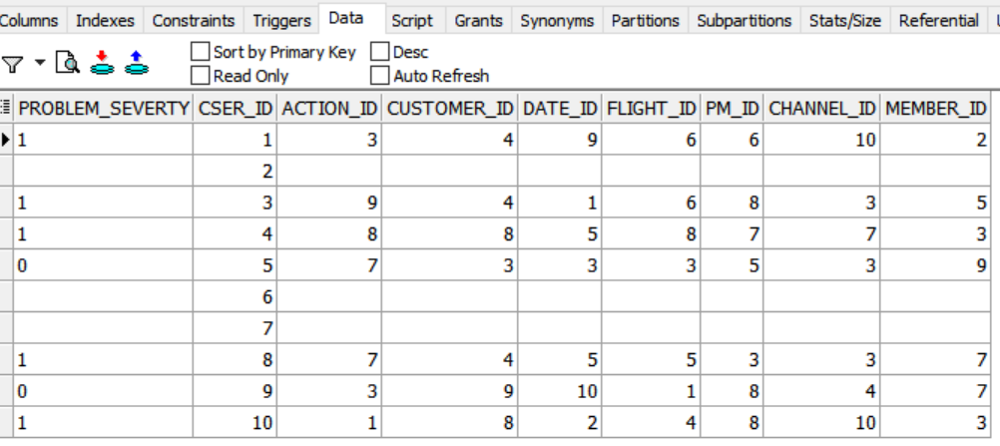 Columns Indexes Constraints Triggers Data Script Grants Synonyms Partitions Subpartitions Stats/Size Referential
Sort by Primary Key Desc
Read Only Auto Refresh
PROBLEM_SEVERTY CSER_ID ACTION_ID CUSTOMER_ID DATE_ID FLIGHT_ID PM_ID CHANNEL_ID MEMBER_ID
1 1 3 4 9 6 6 10 2
2
1 3 9 4 1 6 8 3 5
1 4 8 8 5 8 7 7 3
0 5 7 3 3 3 5 3 9
6
7
1 8 7 4 5 5 3 3 7
0 9 3 9 10 1 8 4 7
1 10 1 8 2 4 8 10 3